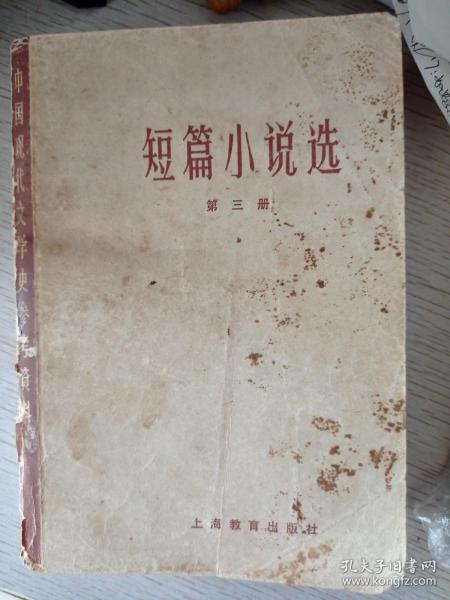 短篇小说选
第三册
中国现代文学史参考資料
上海教育出版社
孔夫子旧书网
www.kongfz.com